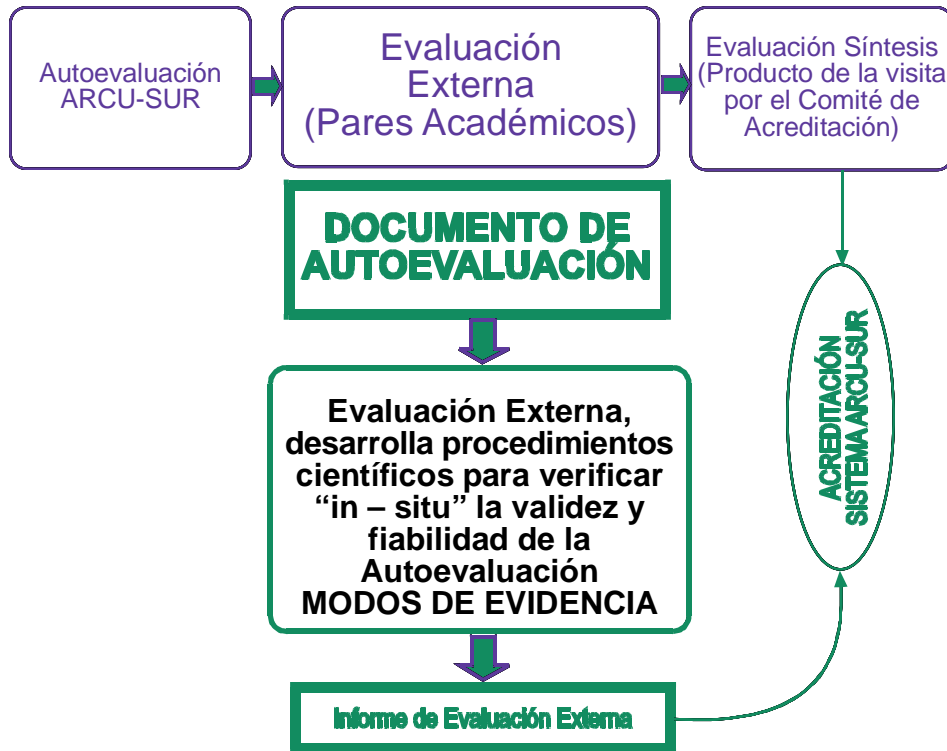 Autoevaluación
ARCU-SUR
Evaluación
Externa
(Pares Académicos)
Evaluación Síntesis
(Producto de la visita
por el Comité de
Acreditación)
DOCUMENTO DE
AUTOEVALUACIÓN
Evaluación Externa,
desarrolla procedimientos
científicos para verificar
“in – situ” la validez y
fiabilidad de la
Autoevaluación
MODOS DE EVIDENCIA
Informe de Evaluación Externa
ACREDITACIÓN
SISTEMA ARCU-SUR